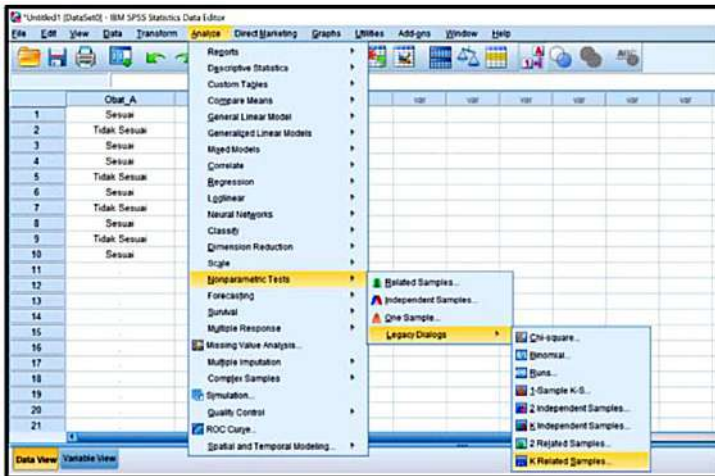 *Untitled1 [DataSet0] - IBM SPSS Statistics Data Editor
File Edit View Data Transform Analyze Direct Marketing Graphs Utilities Add-ons Window Help
Reports
Descriptive Statistics
Custom Tables
Compare Means
General Linear Model
Generalized Linear Models
Mixed Models
Correlate
Regression
Loglinear
Neural Networks
Classify
Dimension Reduction
Scale
Nonparametric Tests
Forecasting
Survival
Multiple Response
Missing Value Analysis...
Multiple Imputation
Complex Samples
Simulation...
Quality Control
ROC Curve...
Spatial and Temporal Modeling...
Related Samples...
Independent Samples...
One Sample...
Legacy Dialogs
Chi-square...
Binomial...
Runs...
1-Sample K-S...
2 Independent Samples...
K Independent Samples...
2 Related Samples...
K Related Samples...
Obat_A var var var var var var
1 Sesuai
2 Tidak Sesuai
3 Sesuai
4 Sesuai
5 Tidak Sesuai
6 Sesuai
7 Tidak Sesuai
8 Sesuai
9 Tidak Sesuai
10 Sesuai
11 .
12 .
13 .
14 .
15 .
16 .
17 .
18 .
19 .
20 .
21 .
Data View Variable View